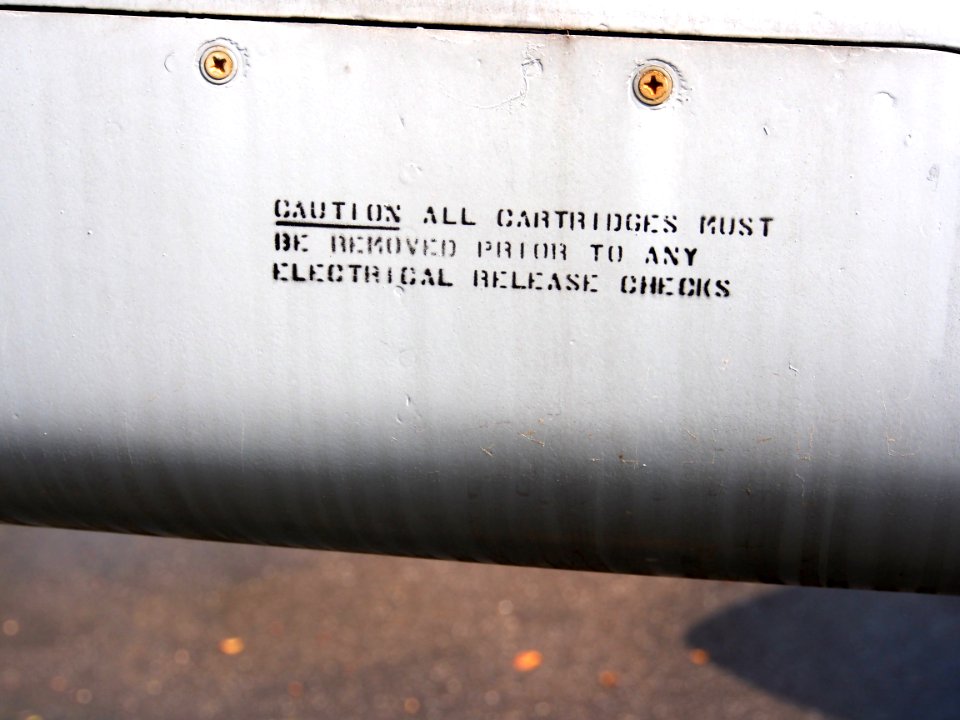 CAUTION ALL CARTRIDGES MUST
BE REMOVED PRIOR TO ANY
ELECTRICAL RELEASE CHECKS